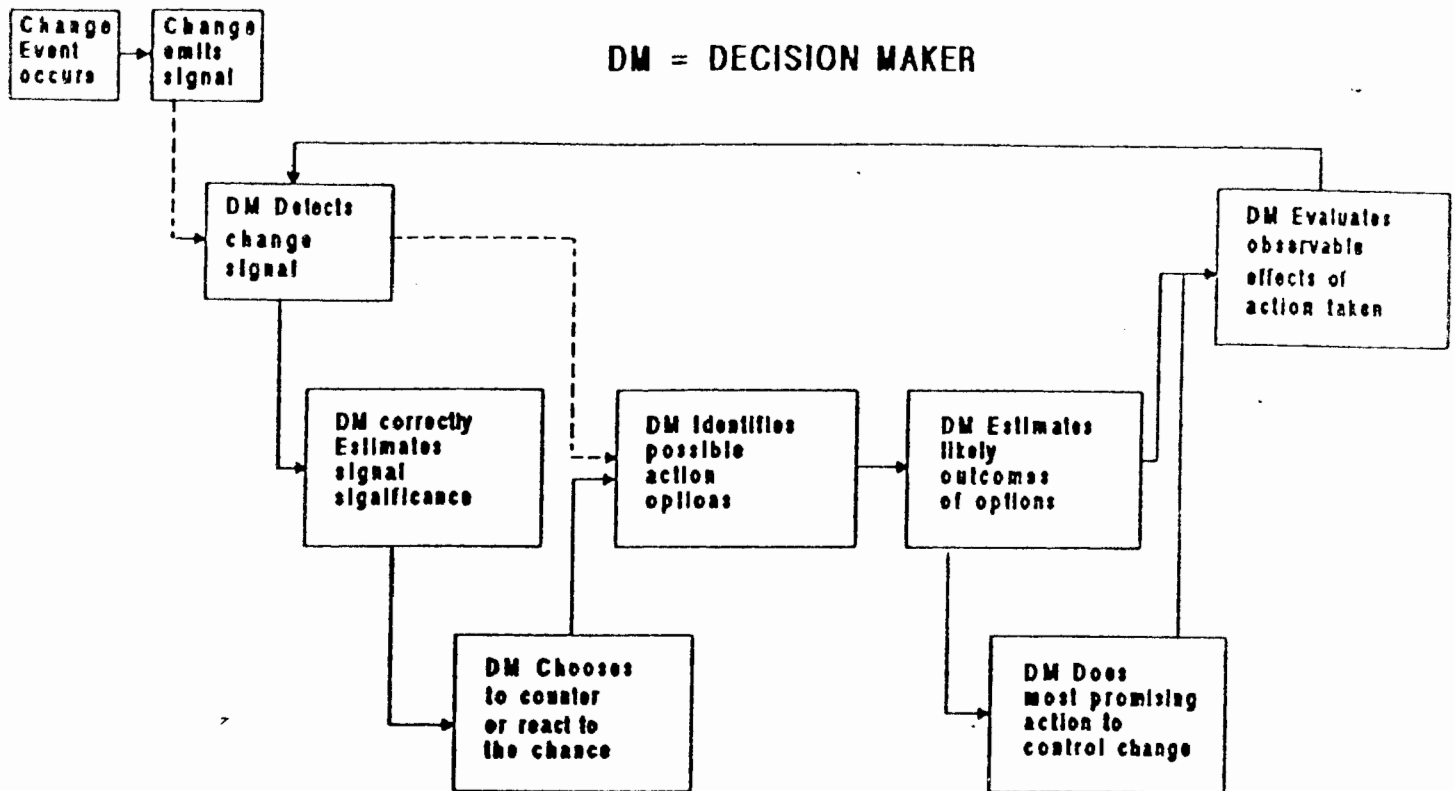 Change
Event
occurs
Change
emits
signal
DM = DECISION MAKER
DM Detects
change
signal
DM Evaluates
observable
effects of
action taken
DM correctly
Estimates
signal
significance
DM Identifies
possible
action
options
DM Estimates
likely
outcomes
of options
DM Chooses
to counter
or react to
the chance
DM Does
most promising
action to
control change